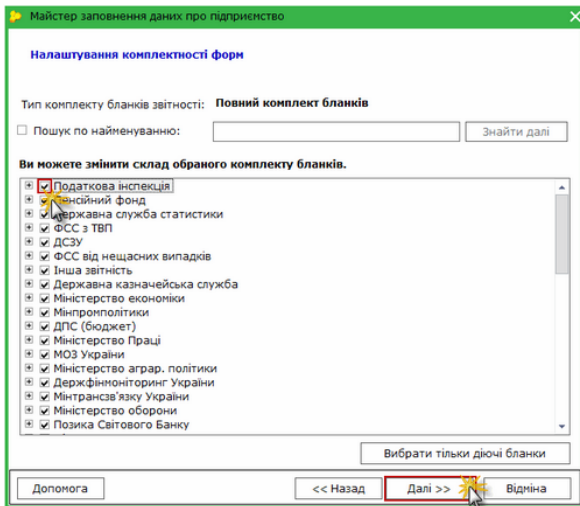 Майстер заповнення даних про підприємство
Налаштування комплектності форм
Тип комплекту бланків звітності: Повний комплект бланків
Пошук по найменуванню:
Знайти далі
Ви можете змінити склад обраного комплекту бланків.
Податкова інспекція
енсійний фонд
ержавна служба статистики
ФСС з ТВП
ДСЗУ
ФСС від нещасних випадків
Інша звітність
Державна казначейська служба
Міністерство економіки
Мінпромполітики
ДПС (бюджет)
Міністерство Праці
МОЗ України
Міністерство аграр. політики
Держфінмоніторинг України
Мінтрансзв'язку України
Міністерство оборони
Позика Світового Банку
Вибрати тільки діючі бланки
Допомога
<< Назад
Далі >>
Відміна